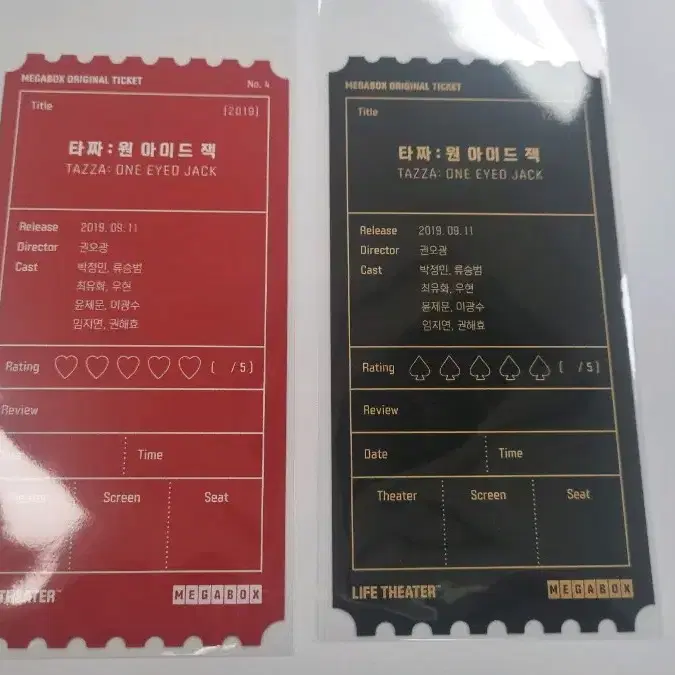 MEGABOX ORIGINAL TICKET
No. 4
Title
[2019]
타짜 : 원 아이드 잭
TAZZA: ONE EYED JACK
Release 2019. 09. 11
Director 권오광
Cast 박정민, 류승범
최유화, 우현
윤제문, 이광수
임지연, 권해효
Rating [ / 5 ]
Review
Time
Screen Seat
MEGABOX
MEGABOX ORIGINAL TICKET
Title
타짜 : 원 아이드 잭
TAZZA: ONE EYED JACK
Release 2019. 09. 11
Director 권오광
Cast 박정민, 류승범
최유화, 우현
윤제문, 이광수
임지연, 권해효
Rating [ / 5 ]
Review
Date Time
Theater Screen Seat
LIFE THEATER™ MEGABOX